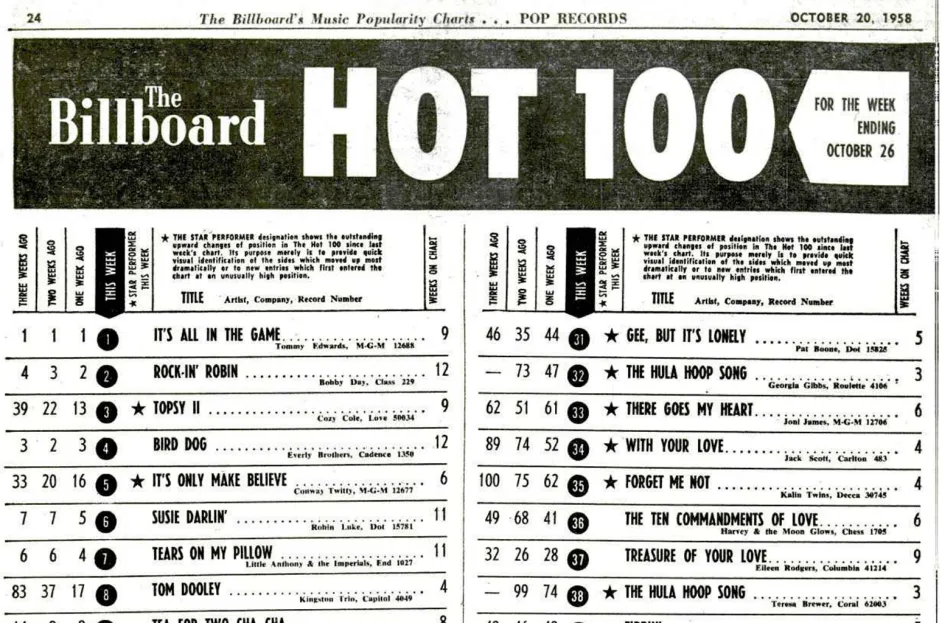 24 The Billboard's Music Popularity Charts . . . POP RECORDS OCTOBER 20, 1958
The Billboard HOT 100
FOR THE WEEK
ENDING
OCTOBER 26
THREE WEEKS AGO
TWO WEEKS AGO
ONE WEEK AGO
THIS WEEK
★ STAR PERFORMER
THIS WEEK
★ THE STAR PERFORMER designation shows the outstanding
upward changes of position in The Hot 100 since last
week's chart. Its purpose merely is to provide quick
visual identification of the sides which moved up most
dramatically or to new entries which first entered the
chart at an unusually high position.
TITLE Artist, Company, Record Number
WEEKS ON CHART
1 1 1 1 IT'S ALL IN THE GAME 9
Tommy Edwards, M-G-M 12688
4 3 2 2 ROCK-IN' ROBIN 12
Bobby Day, Class 229
39 22 13 3 ★ TOPSY II 9
Cozy Cole, Love 50034
3 2 3 4 BIRD DOG 12
Everly Brothers, Cadence 1350
33 20 16 5 ★ IT'S ONLY MAKE BELIEVE 6
Conway Twitty, M-G-M 12677
7 7 5 6 SUSIE DARLIN' 11
Robin Luke, Dot 15781
6 6 4 7 TEARS ON MY PILLOW 11
Little Anthony & the Imperials, End 1027
83 37 17 8 TOM DOOLEY 4
Kingston Trio, Capitol 4049
THREE WEEKS AGO
TWO WEEKS AGO
ONE WEEK AGO
THIS WEEK
★ STAR PERFORMER
THIS WEEK
★ THE STAR PERFORMER designation shows the outstanding
upward changes of position in The Hot 100 since last
week's chart. Its purpose merely is to provide quick
visual identification of the sides which moved up most
dramatically or to new entries which first entered the
chart at an unusually high position.
TITLE Artist, Company, Record Number
WEEKS ON CHART
46 35 44 31 ★ GEE, BUT IT'S LONELY 5
Pat Boone, Dot 15825
— 73 47 32 ★ THE HULA HOOP SONG 3
Georgia Gibbs, Roulette 4106
62 51 61 33 ★ THERE GOES MY HEART 6
Joni James, M-G-M 12706
89 74 52 34 ★ WITH YOUR LOVE 4
Jack Scott, Carlton 483
100 75 62 35 ★ FORGET ME NOT 4
Kalin Twins, Decca 30745
49 68 41 36 THE TEN COMMANDMENTS OF LOVE 6
Harvey & the Moon Glows, Chess 1705
32 26 28 37 TREASURE OF YOUR LOVE 9
Eileen Rodgers, Columbia 41214
— 99 74 38 ★ THE HULA HOOP SONG 3
Teresa Brewer, Coral 62033